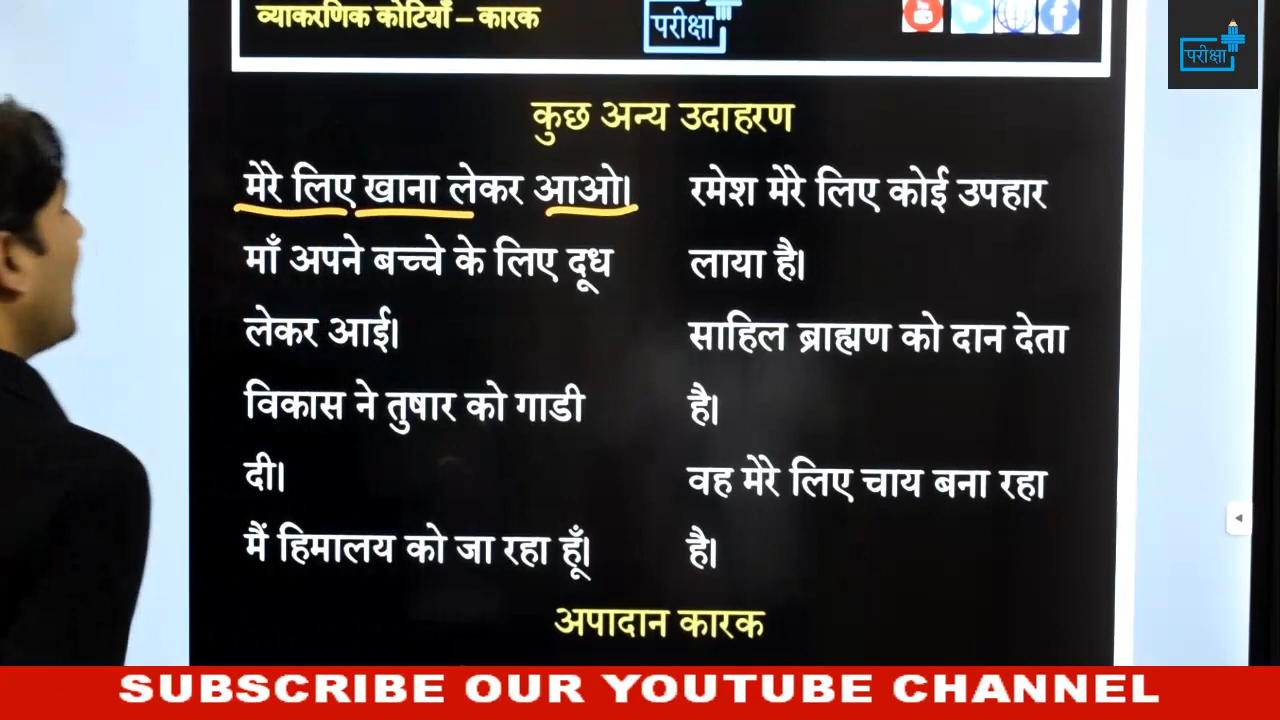 व्याकरणिक कोटियाँ – कारक
परीक्षा
परीक्षा
कुछ अन्य उदाहरण
मेरे लिए खाना लेकर आओ।
माँ अपने बच्चे के लिए दूध
लेकर आई।
विकास ने तुषार को गाडी
दी।
मैं हिमालय को जा रहा हूँ।
रमेश मेरे लिए कोई उपहार
लाया है।
साहिल ब्राह्मण को दान देता
है।
वह मेरे लिए चाय बना रहा
है।
अपादान कारक
SUBSCRIBE OUR YOUTUBE CHANNEL